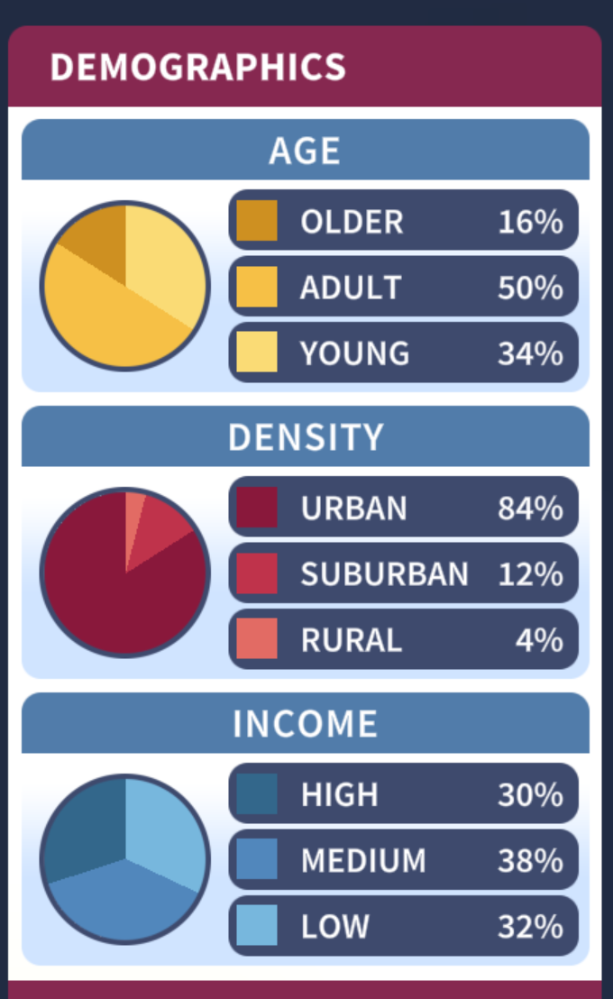 DEMOGRAPHICS
AGE
OLDER 16%
ADULT 50%
YOUNG 34%
DENSITY
URBAN 84%
SUBURBAN 12%
RURAL 4%
INCOME
HIGH 30%
MEDIUM 38%
LOW 32%